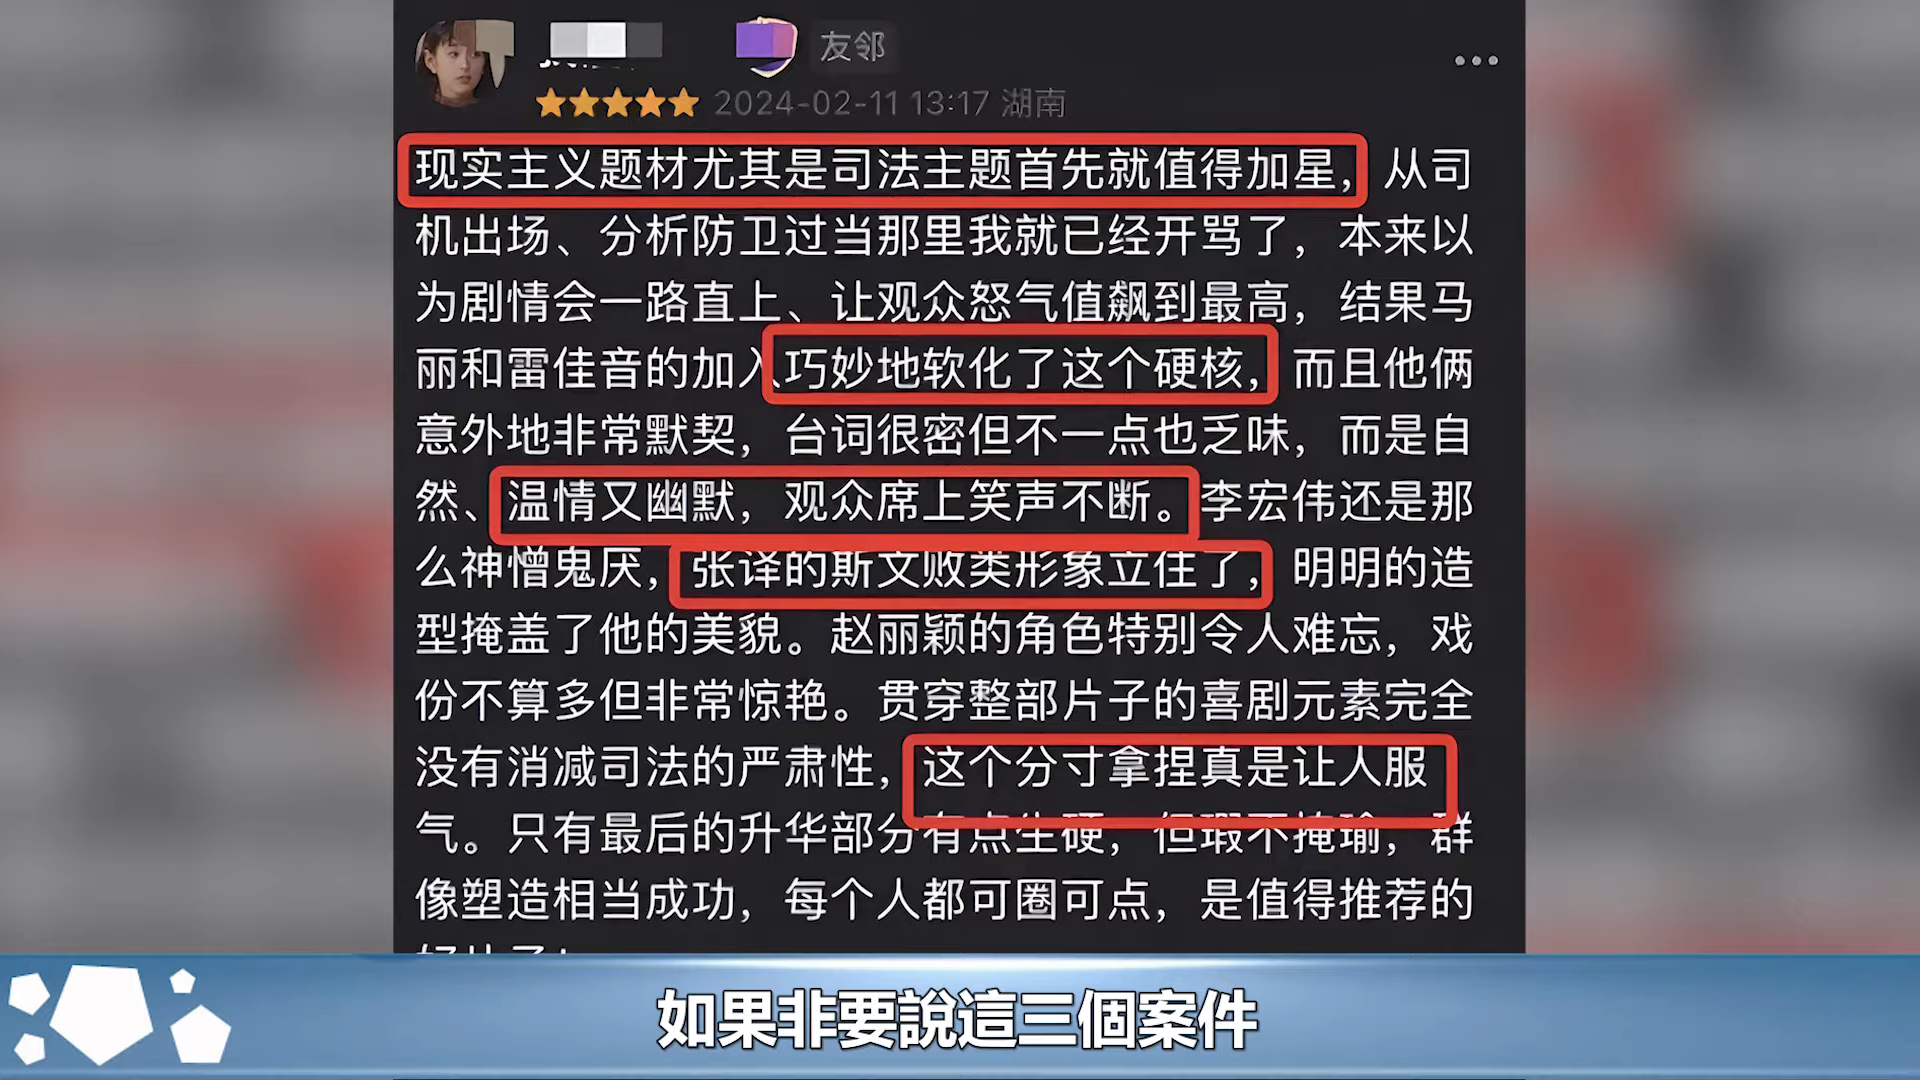 友邻
2024-02-11 13:17 湖南
现实主义题材尤其是司法主题首先就值得加星，从司
机出场、分析防卫过当那里我就已经开骂了，本来以
为剧情会一路直上、让观众怒气值飙到最高，结果马
丽和雷佳音的加入巧妙地软化了这个硬核，而且他俩
意外地非常默契，台词很密但不一点也乏味，而是自
然、温情又幽默，观众席上笑声不断。李宏伟还是那
么神憎鬼厌，张译的斯文败类形象立住了，明明的造
型掩盖了他的美貌。赵丽颖的角色特别令人难忘，戏
份不算多但非常惊艳。贯穿整部片子的喜剧元素完全
没有消减司法的严肃性，这个分寸拿捏真是让人服
气。只有最后的升华部分有点生硬，但瑕不掩瑜，群
像塑造相当成功，每个人都可圈可点，是值得推荐的
如果非要說這三個案件